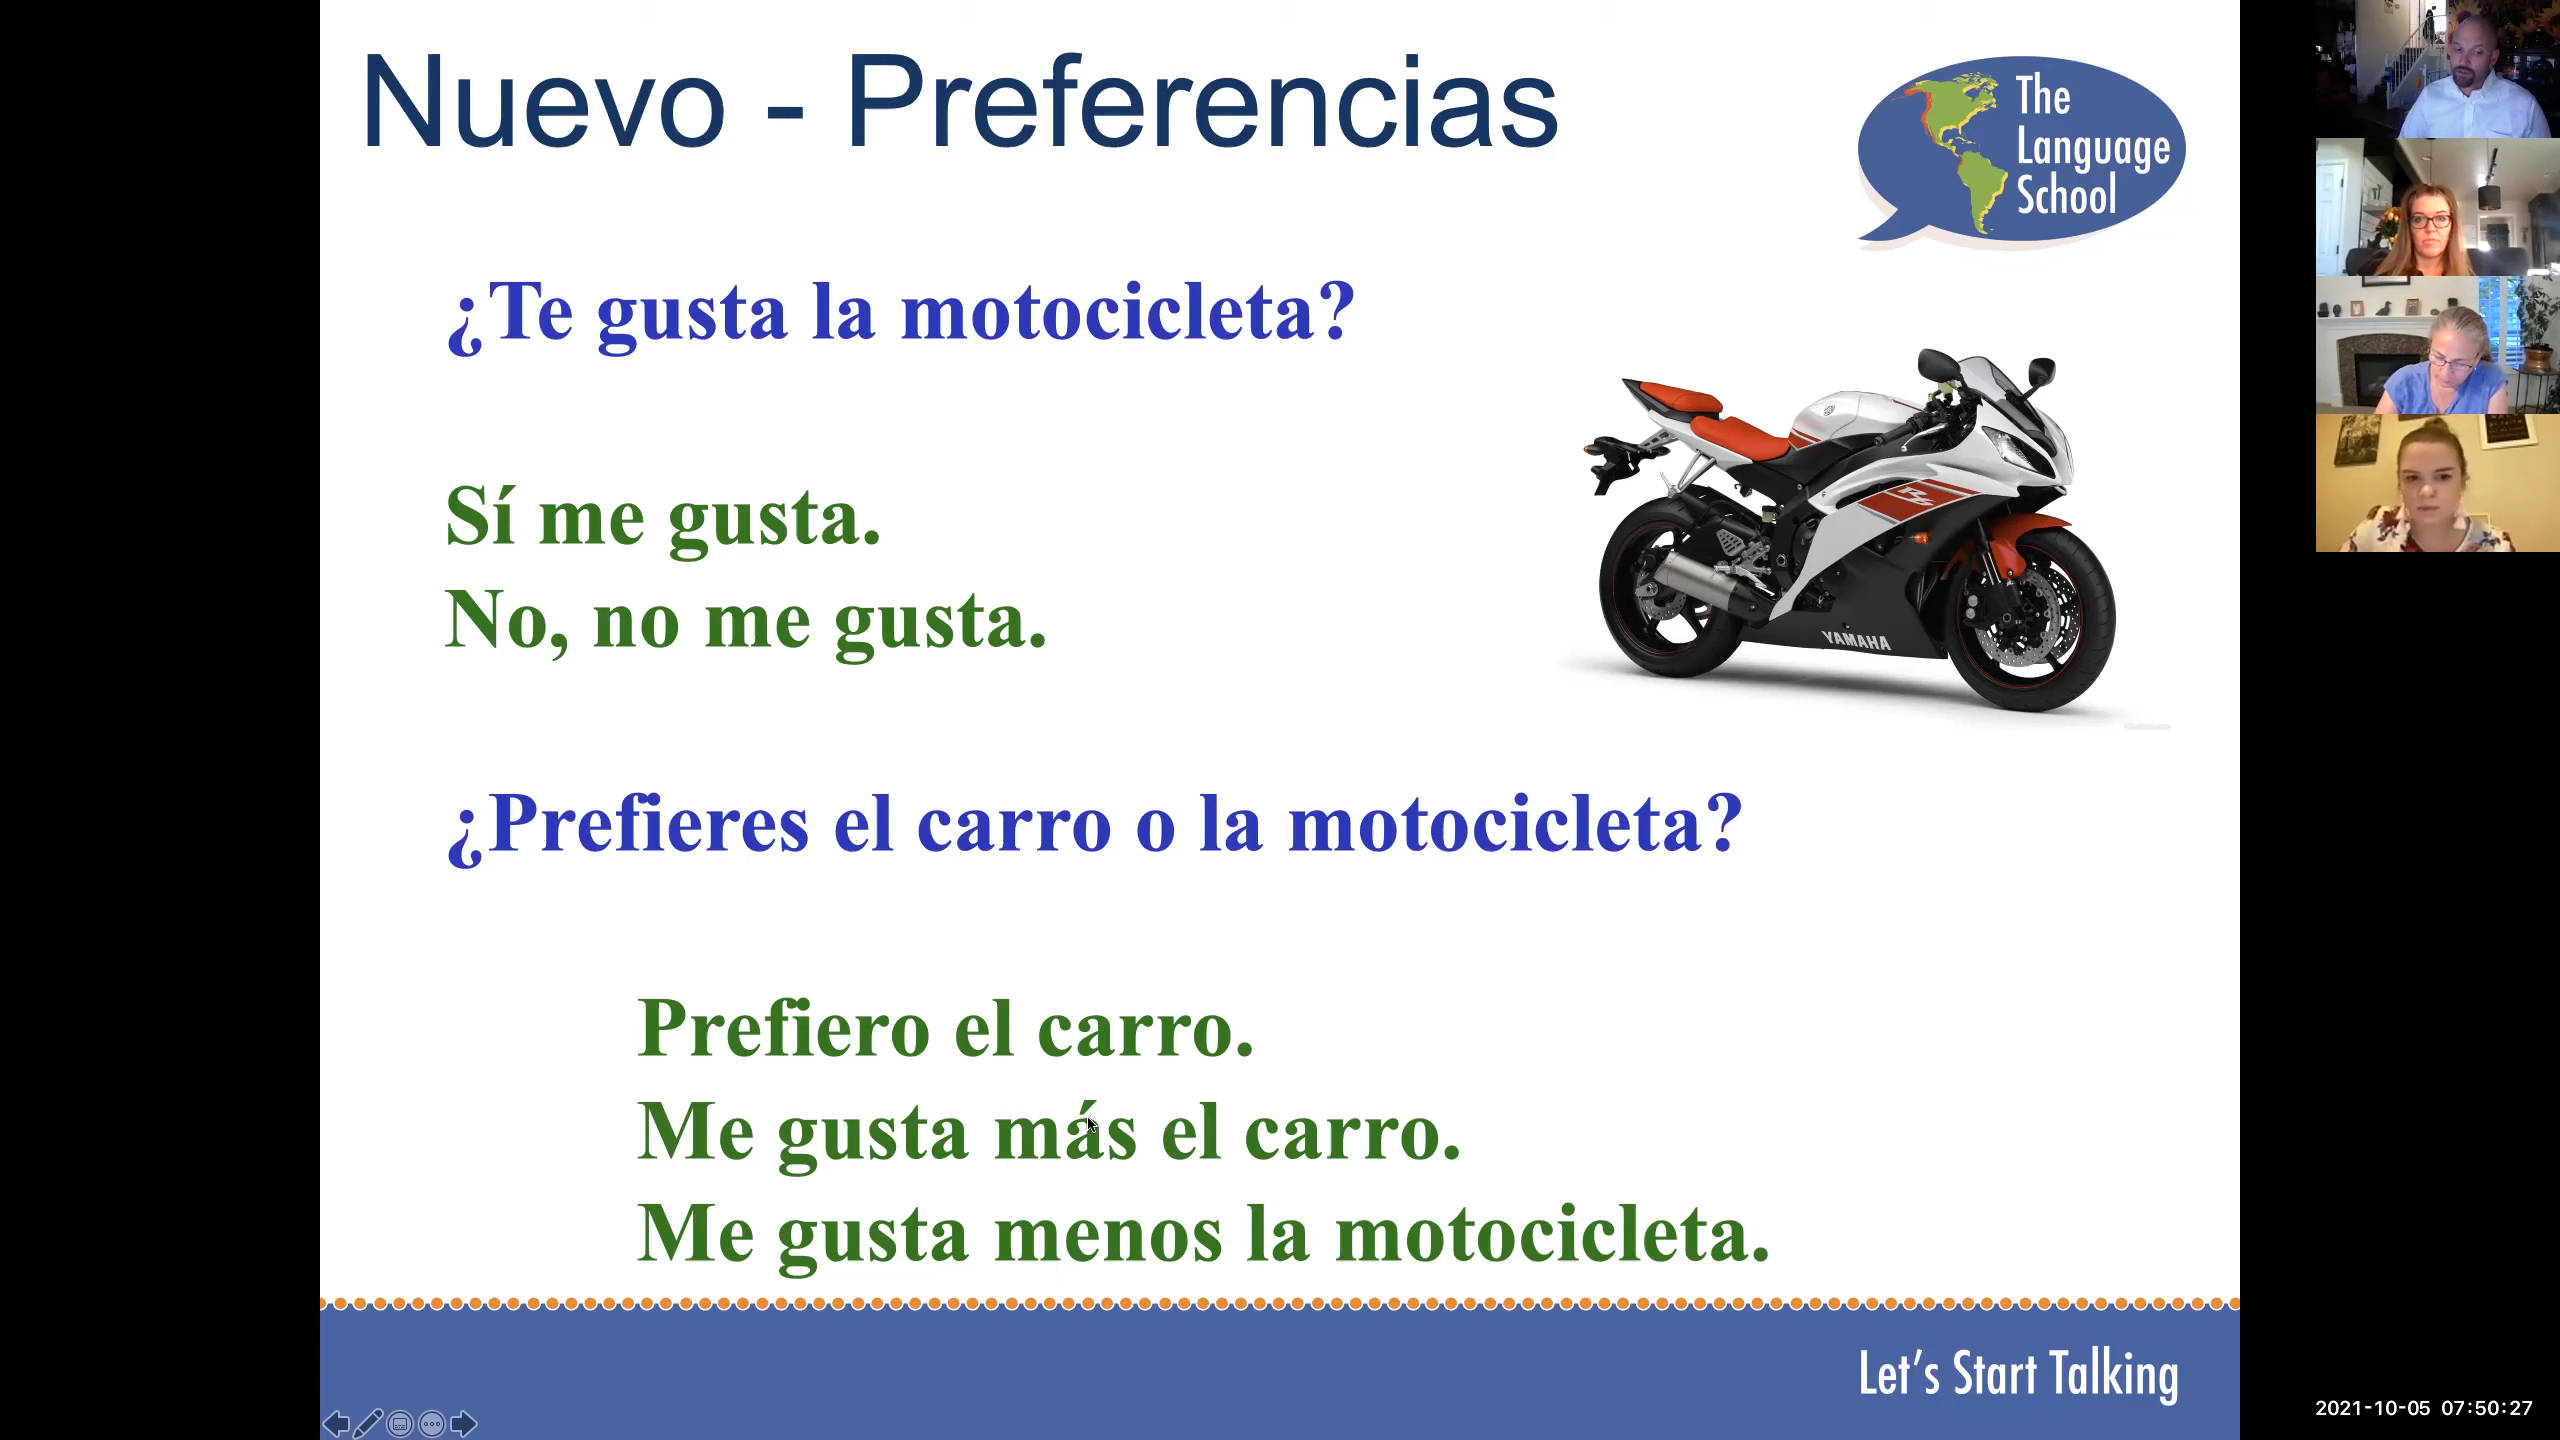 Nuevo - Preferencias
The
Language
School
¿Te gusta la motocicleta?
Sí me gusta.
No, no me gusta.
R6
YAMAHA
¿Prefieres el carro o la motocicleta?
Prefiero el carro.
Me gusta más el carro.
Me gusta menos la motocicleta.
Let's Start Talking
2021-10-05 07:50:27